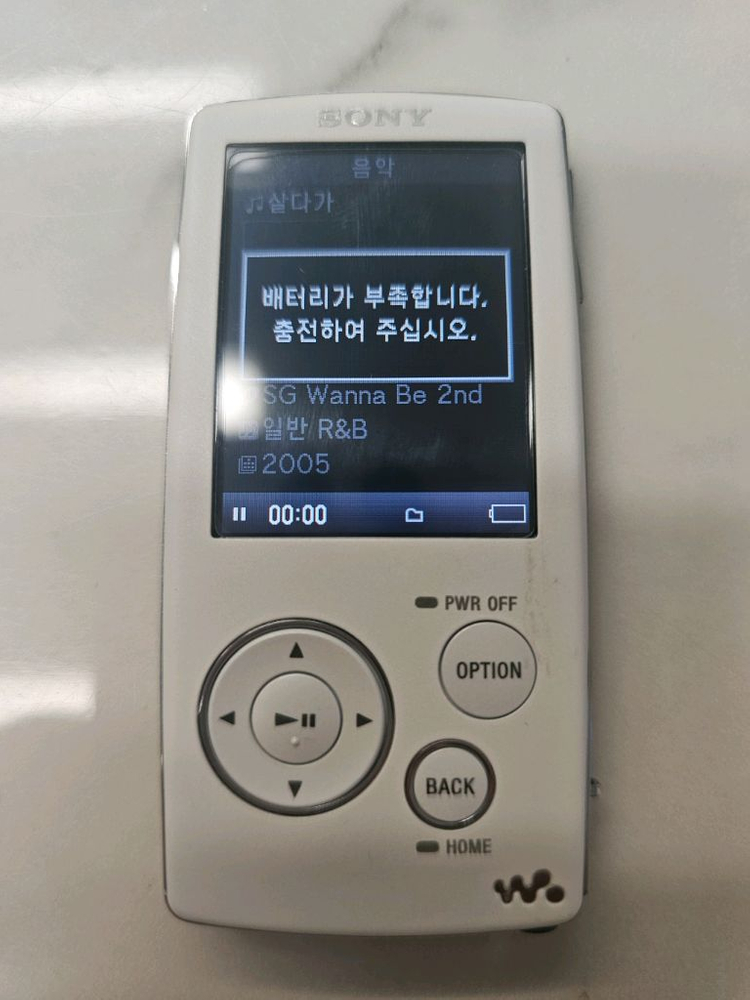 SONY
음악
살다가
배터리가 부족합니다.
충전하여 주십시오.
SG Wanna Be 2nd
일반 R&B
2005
00:00
PWR OFF
OPTION
BACK
HOME